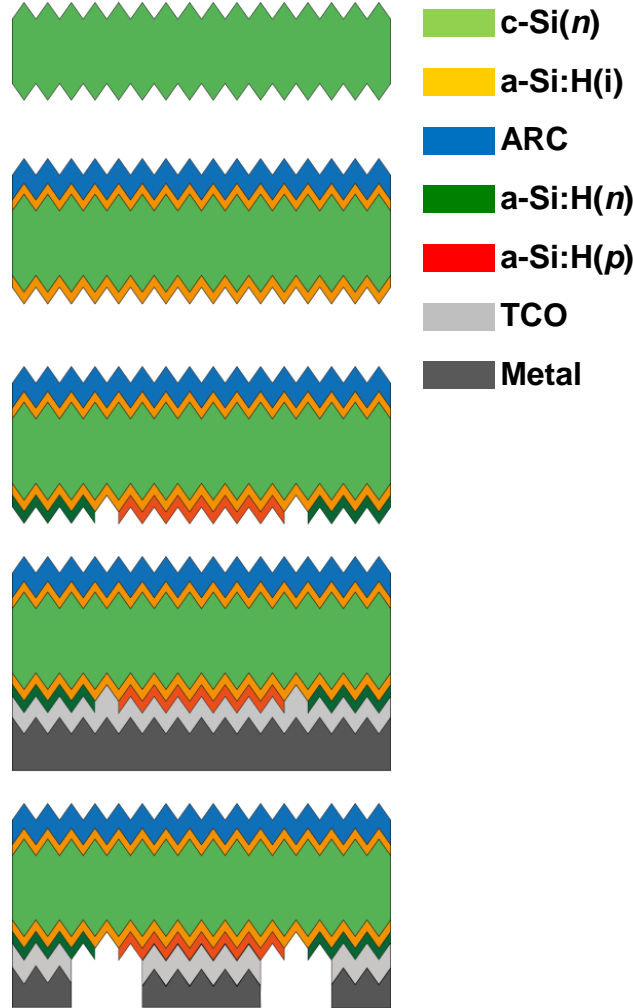 c-Si(n)
a-Si:H(i)
ARC
a-Si:H(n)
a-Si:H(p)
TCO
Metal